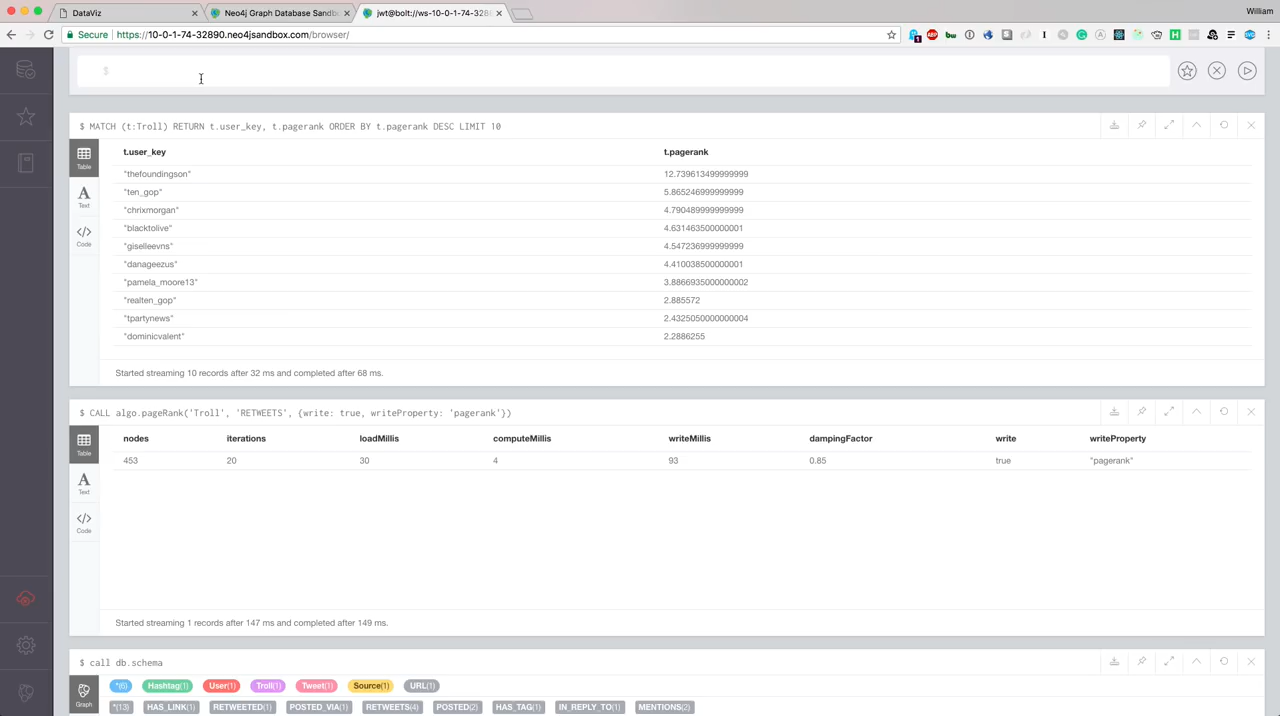 DataViz
Neo4j Graph Database Sandbo
jwt@bolt://ws-10-0-1-74-328
William
Secure https://10-0-1-74-32890.neo4jsandbox.com/browser/
$
$ MATCH (t:Troll) RETURN t.user_key, t.pagerank ORDER BY t.pagerank DESC LIMIT 10
Table
Text
Code
t.user_key t.pagerank
"thefoundingson" 12.739613499999999
"ten_gop" 5.865246999999999
"chrixmorgan" 4.790489999999999
"blacktolive" 4.631463500000001
"giselleevns" 4.547236999999999
"danageezus" 4.410038500000001
"pamela_moore13" 3.8866935000000002
"realten_gop" 2.885572
"tpartynews" 2.4325050000000004
"dominicvalent" 2.2886255
Started streaming 10 records after 32 ms and completed after 68 ms.
$ CALL algo.pageRank('Troll', 'RETWEETS', {write: true, writeProperty: 'pagerank'})
Table
Text
Code
nodes iterations loadMillis computeMillis writeMillis dampingFactor write writeProperty
453 20 30 4 93 0.85 true "pagerank"
Started streaming 1 records after 147 ms and completed after 149 ms.
$ call db.schema
Graph
*(6) Hashtag(1) User(1) Troll(1) Tweet(1) Source(1) URL(1)
*(13) HAS_LINK(1) RETWEETED(1) POSTED_VIA(1) RETWEETS(4) POSTED(2) HAS_TAG(1) IN_REPLY_TO(1) MENTIONS(2)